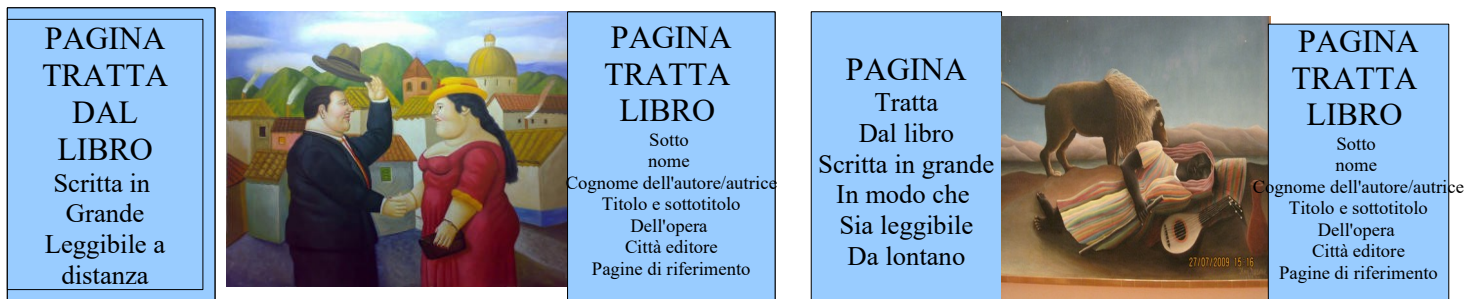 PAGINA
TRATTA
DAL
LIBRO
Scritta in
Grande
Leggibile a
distanza
PAGINA
TRATTA
LIBRO
Sotto
nome
Cognome dell'autore/autrice
Titolo e sottotitolo
Dell'opera
Città editore
Pagine di riferimento
PAGINA
Tratta
Dal libro
Scritta in grande
In modo che
Sia leggibile
Da lontano
27/07/2009 15 16
PAGINA
TRATTA
LIBRO
Sotto
nome
Cognome dell'autore/autrice
Titolo e sottotitolo
Dell'opera
Città editore
Pagine di riferimento